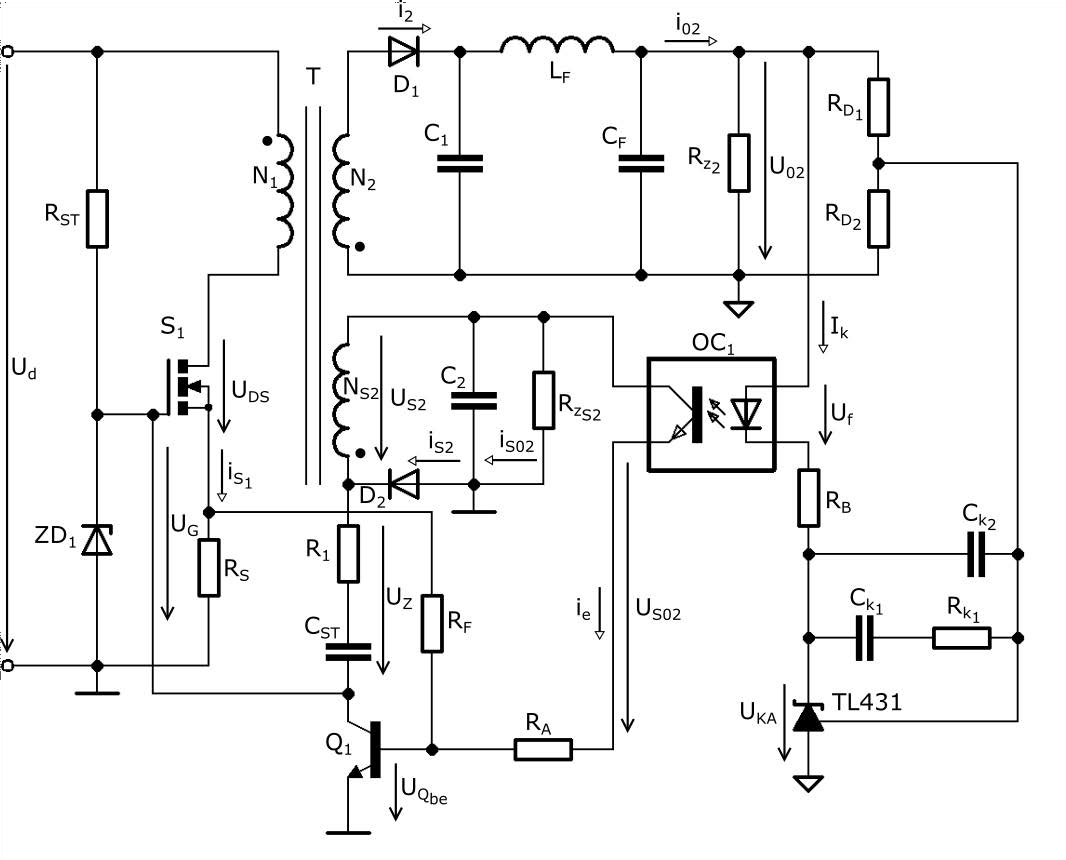 i2
i02
T
D1
LF
RD1
C1
CF
Rz2
U02
N1
N2
RST
RD2
S1
Ik
OC1
Ud
UDS
NS2
US2
C2
RzS2
Uf
iS2
iS02
iS1
D2
RB
Ck2
ZD1
UG
RS
R1
UZ
ie
US02
Ck1
Rk1
CST
RF
UKA
TL431
Q1
RA
UQbe